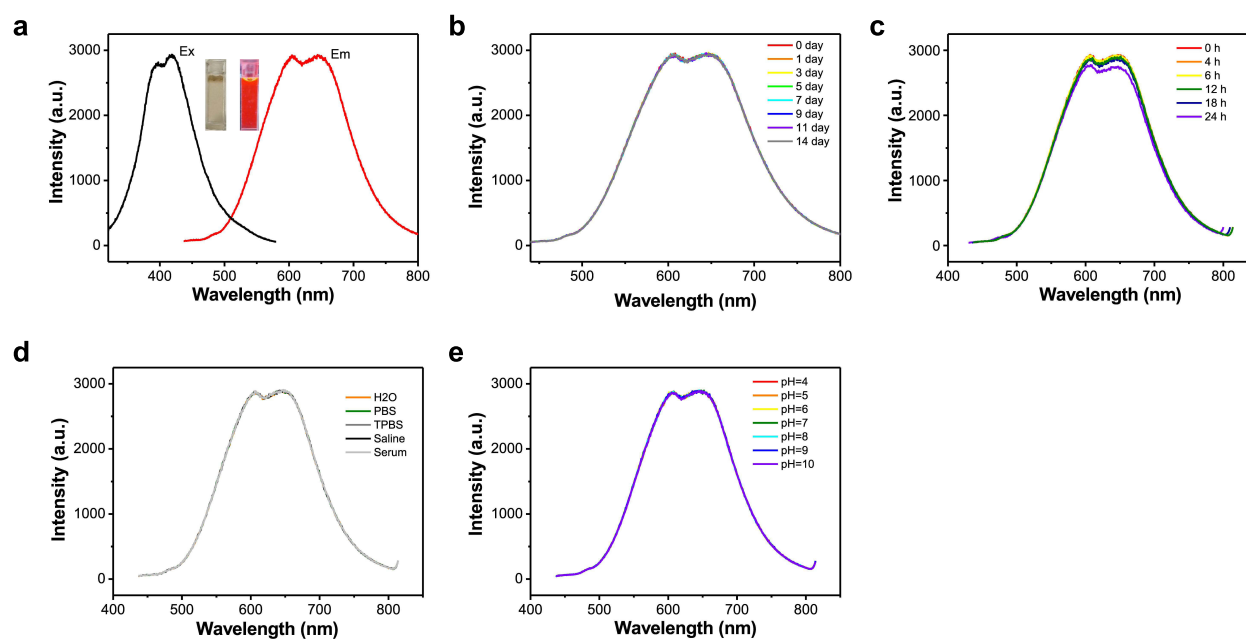 a
Ex
Em
3000
2000
1000
0
400
500
600
700
800
Intensity (a.u.)
Wavelength (nm)
b
0 day
1 day
3 day
5 day
7 day
9 day
11 day
14 day
3000
2000
1000
0
500
600
700
800
Intensity (a.u.)
Wavelength (nm)
c
0 h
4 h
6 h
12 h
18 h
24 h
3000
2000
1000
0
400
500
600
700
800
Intensity (a.u.)
Wavelength (nm)
d
H2O
PBS
TPBS
Saline
Serum
3000
2000
1000
0
400
500
600
700
800
Intensity (a.u.)
Wavelength (nm)
e
pH=4
pH=5
pH=6
pH=7
pH=8
pH=9
pH=10
3000
2000
1000
0
400
500
600
700
800
Intensity (a.u.)
Wavelength (nm)